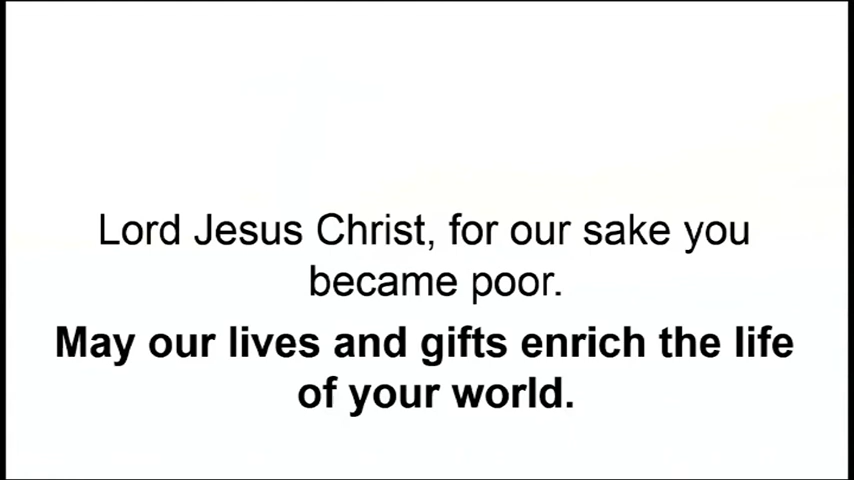 Lord Jesus Christ, for our sake you
became poor.
May our lives and gifts enrich the life
of your world.